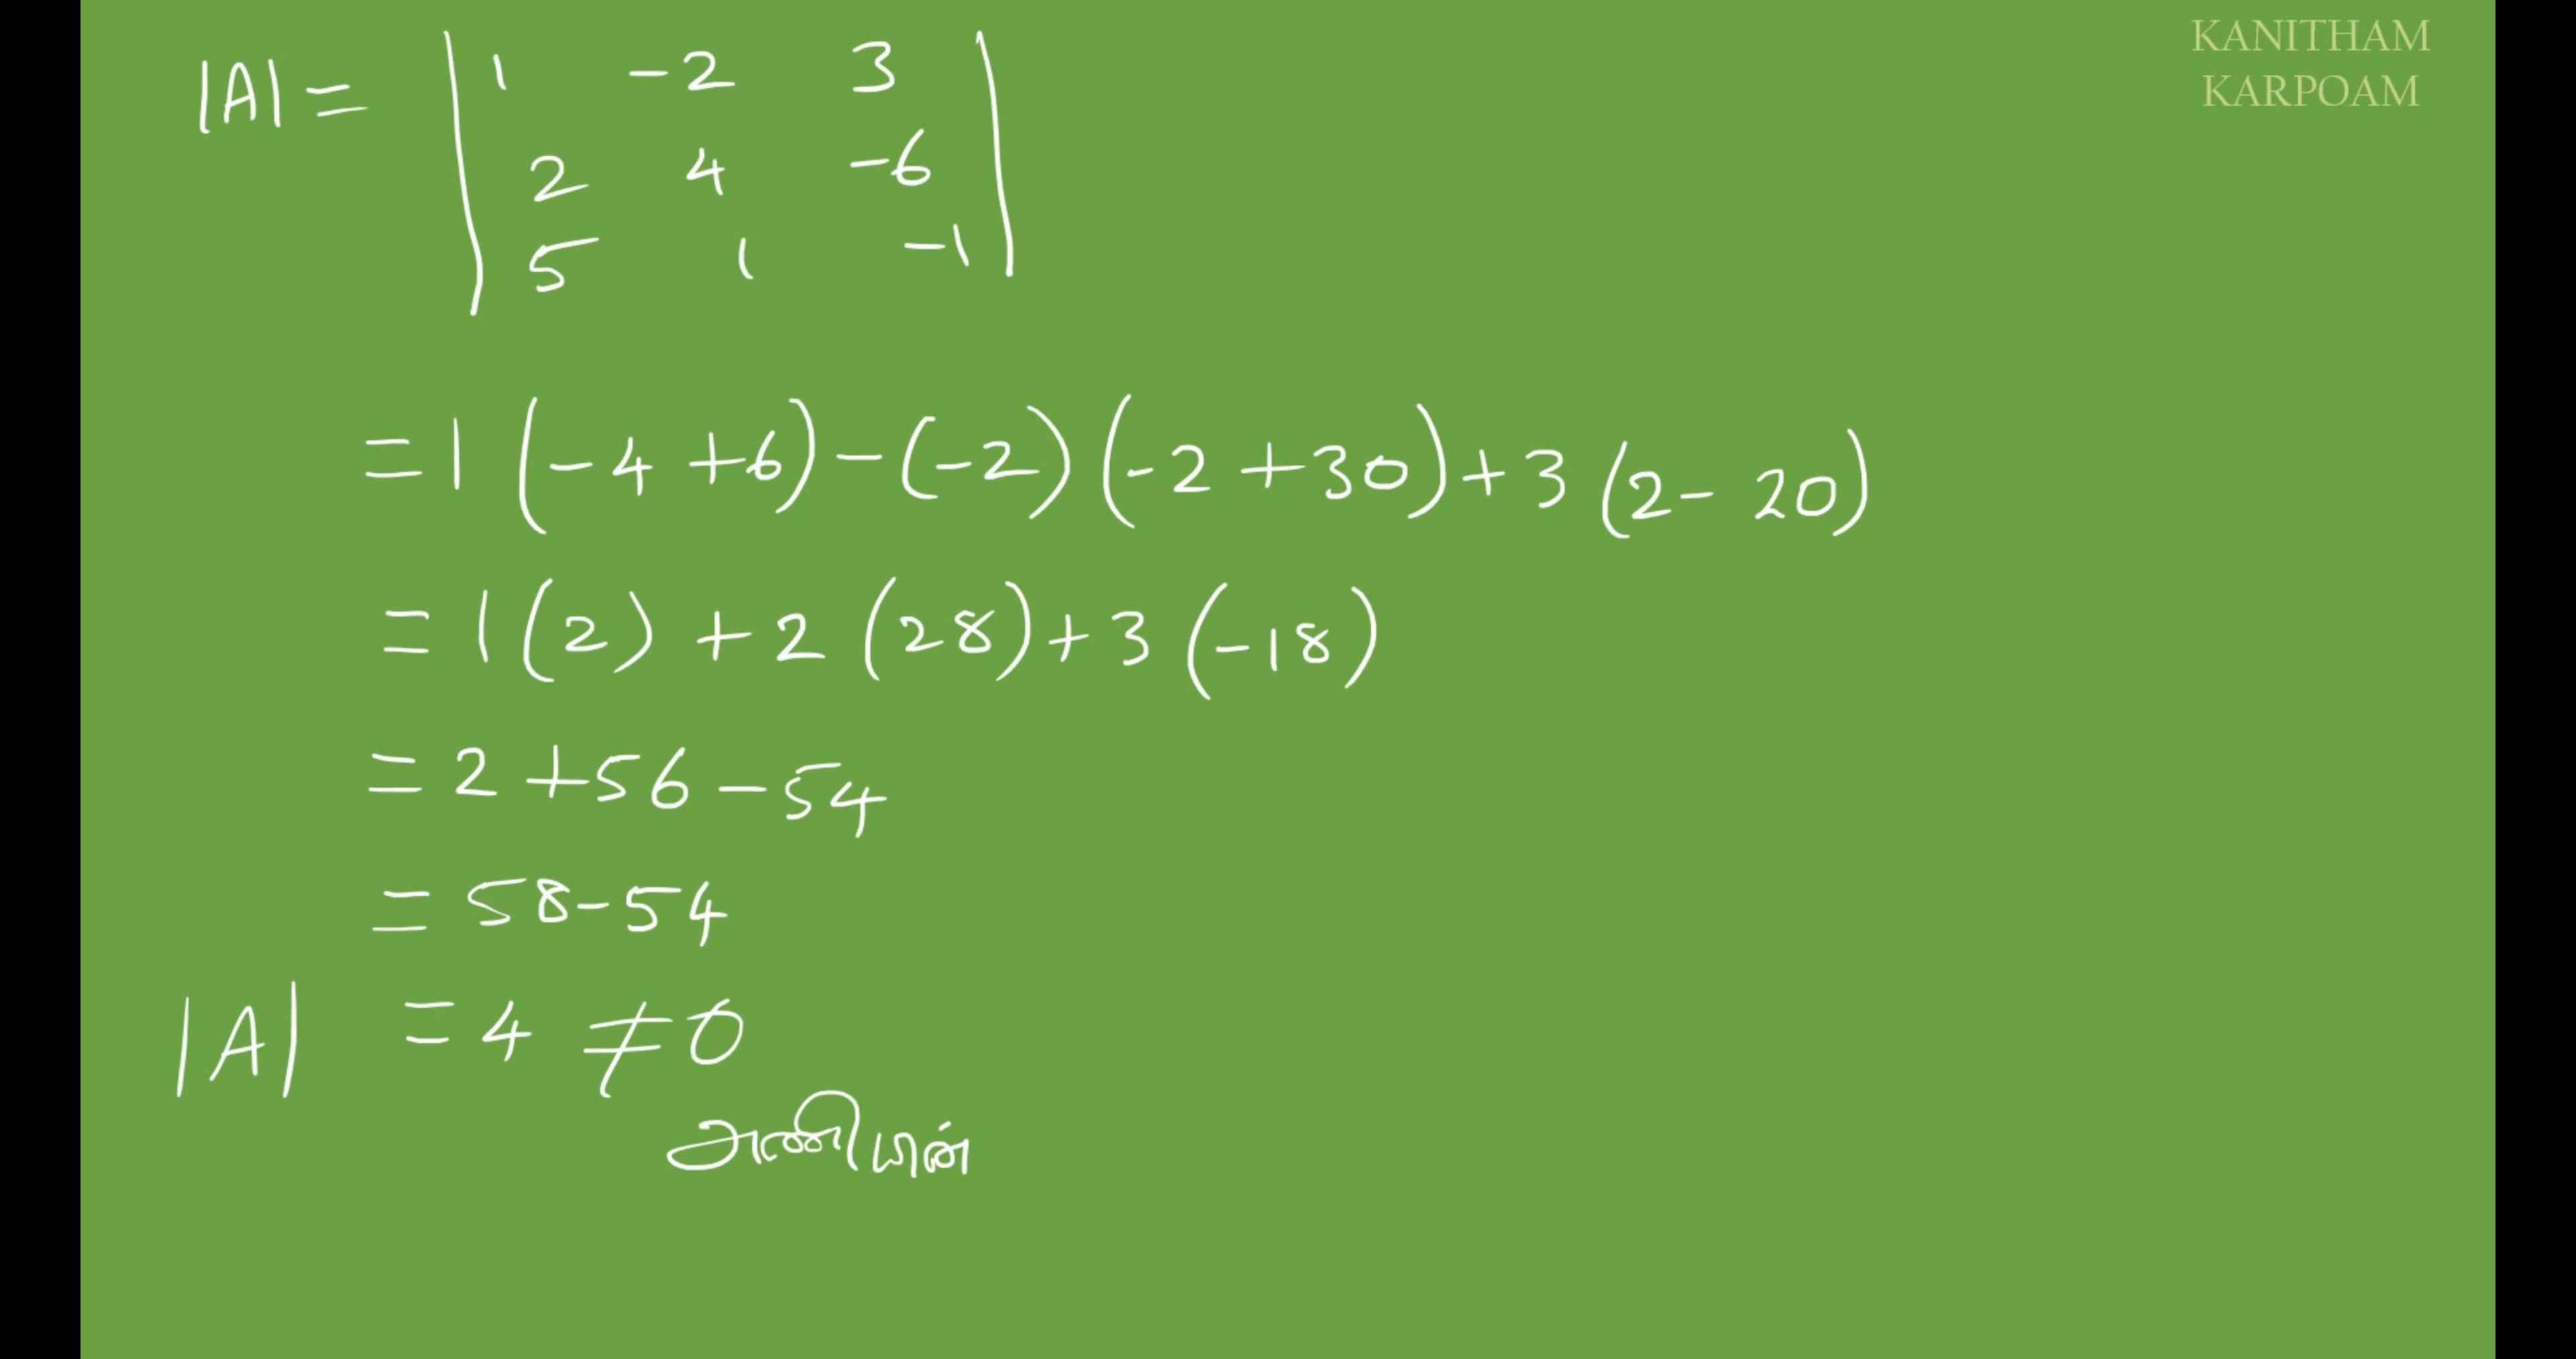 KANITHAM
KARPOAM
|A| = | 1 -2 3 |
| 2 4 -6 |
| 5 1 -1 |
= 1 (-4 +6) - (-2) (-2 +30) + 3 (2 - 20)
= 1 (2) + 2 (28) + 3 (-18)
= 2 + 56 - 54
= 58 - 54
|A| = 4 ≠ 0
அணியின்